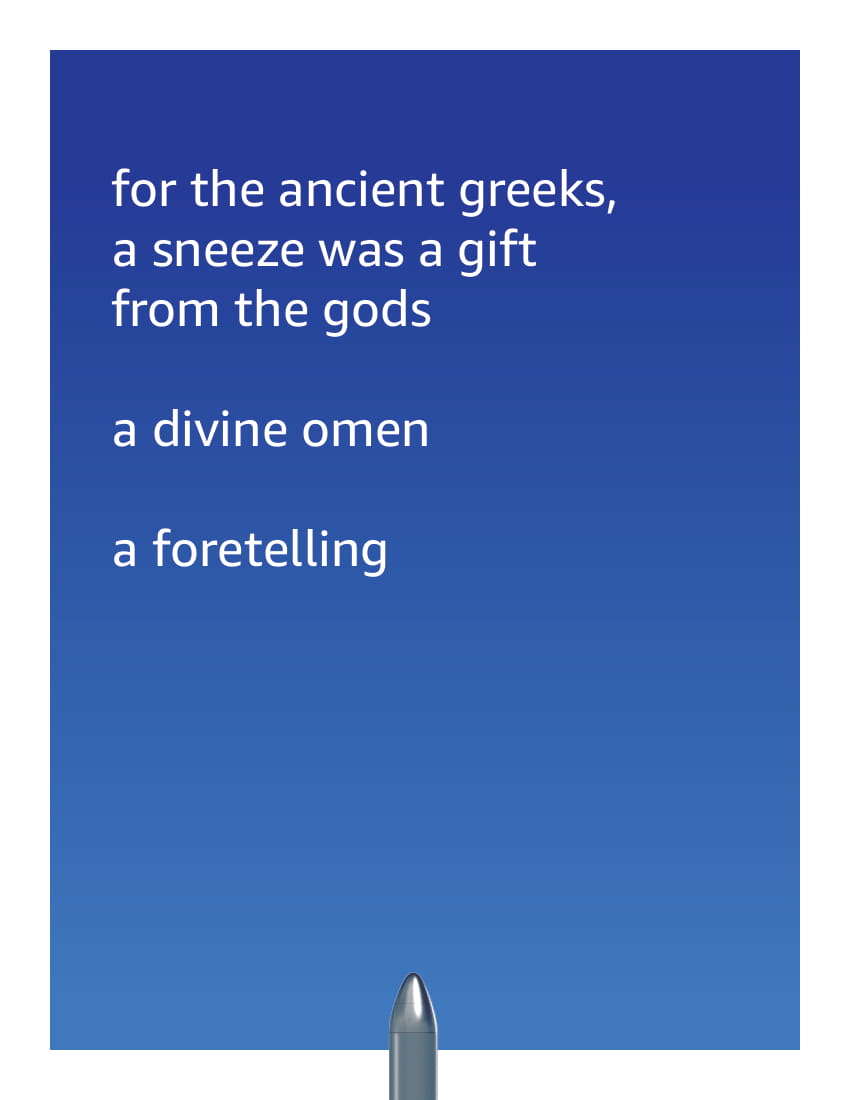 for the ancient greeks,
a sneeze was a gift
from the gods
a divine omen
a foretelling